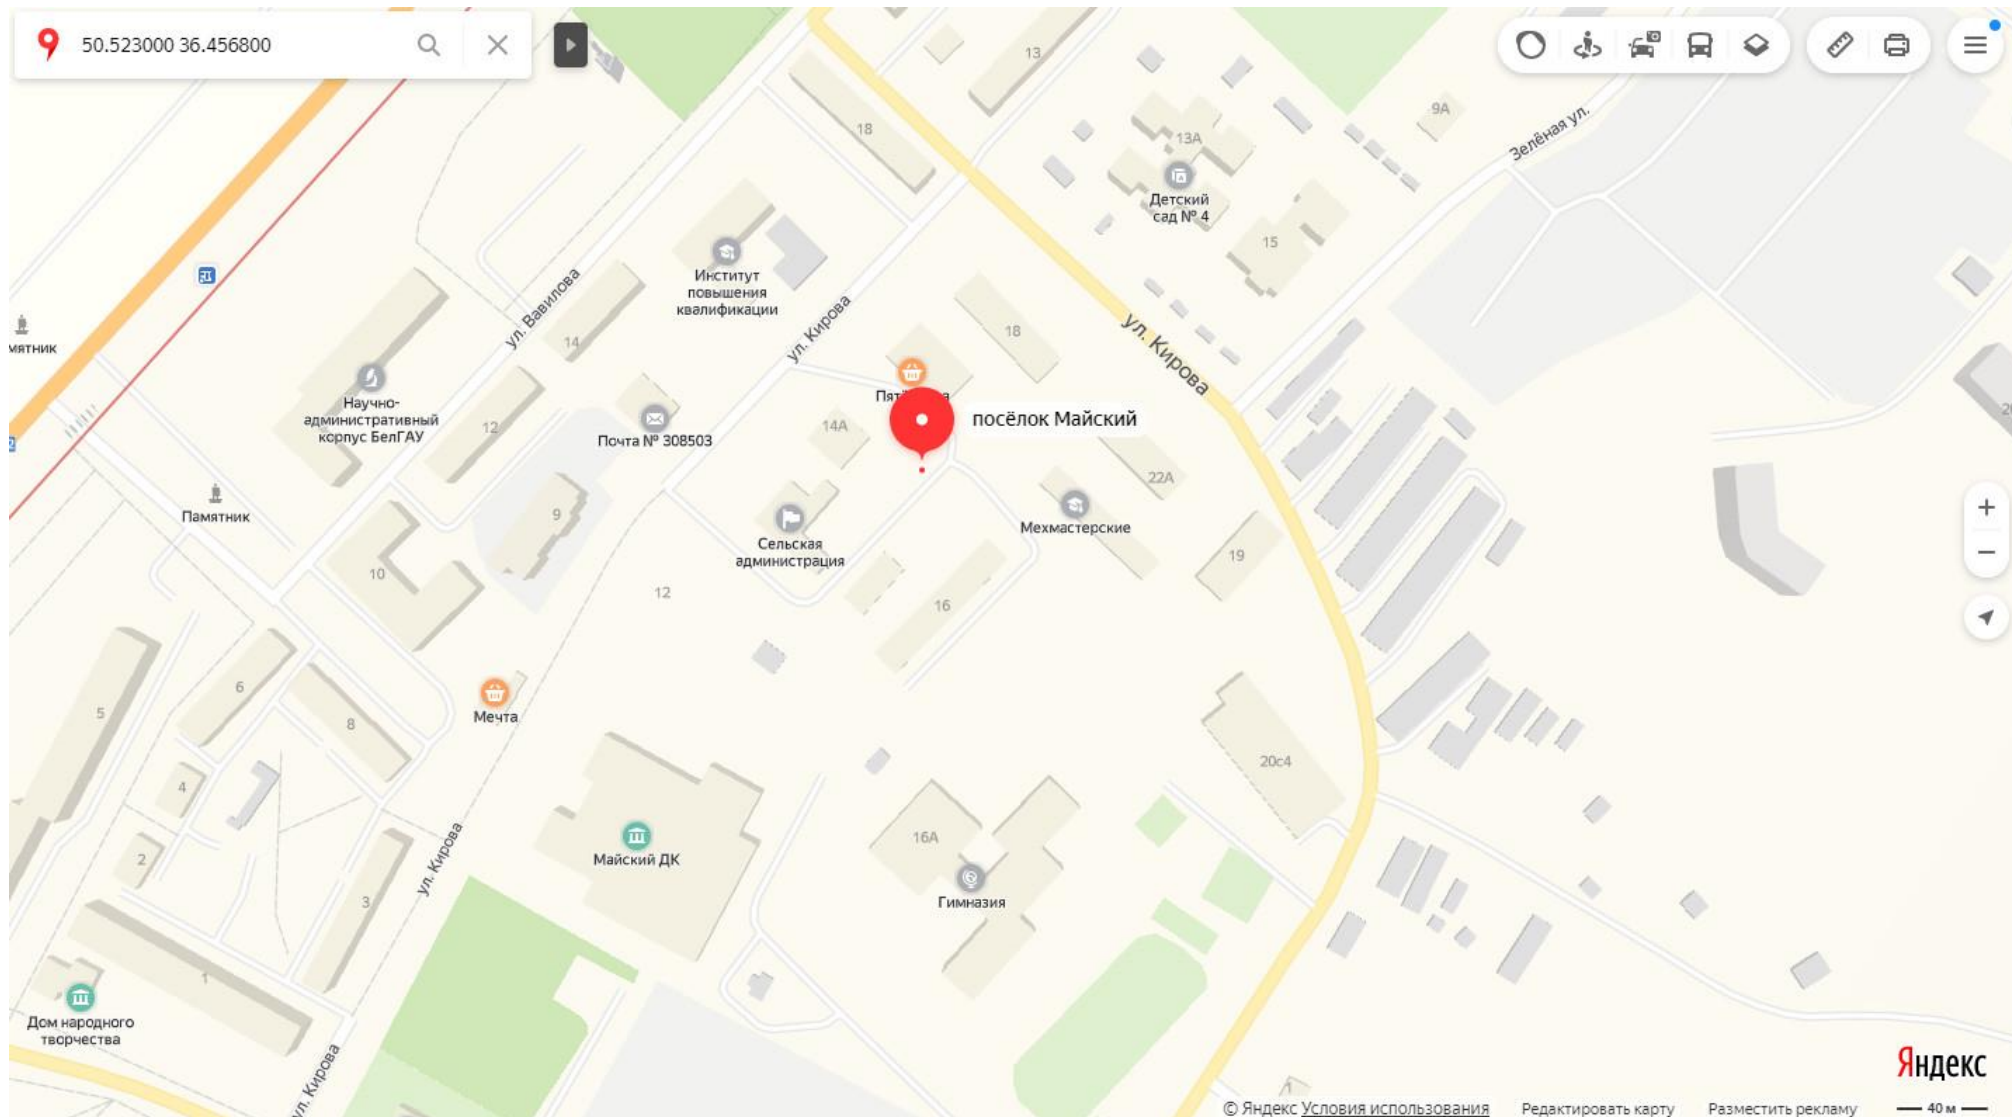 50.523000 36.456800
13
9А
18
13А
Зелёная ул.
Детский
сад № 4
15
Институт
повышения
квалификации
ул. Вавилова
14
ул. Кирова
18
ул. Кирова
мятник
Научно-
административный
корпус БелГАУ
12
Почта № 308503
14А
посёлок Майский
22А
Мехмастерские
Памятник
9
Сельская
администрация
19
10
12
16
6
5
8
Мечта
4
20с4
2
ул. Кирова
Майский ДК
16А
3
Гимназия
1
Дом народного
творчества
ул. Кирова
1
Яндекс
© Яндекс Условия использования
Редактировать карту
Разместить рекламу
40 м